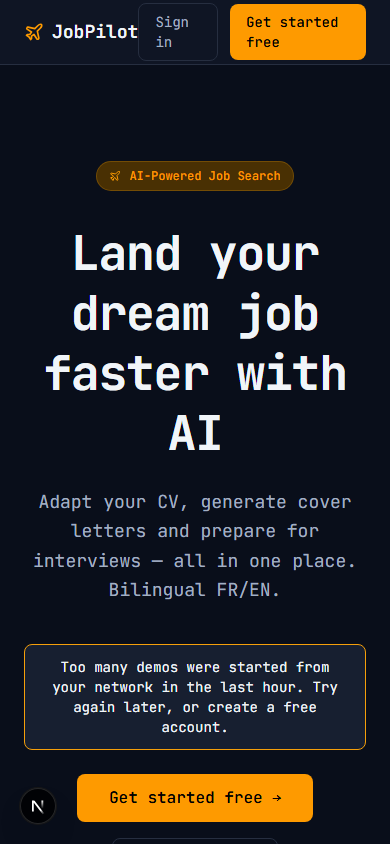 JobPilot
Sign
in
Get started
free
AI-Powered Job Search
Land your
dream job
faster with
AI
Adapt your CV, generate cover
letters and prepare for
interviews — all in one place.
Bilingual FR/EN.
Too many demos were started from
your network in the last hour. Try
again later, or create a free
account.
Get started free →
N